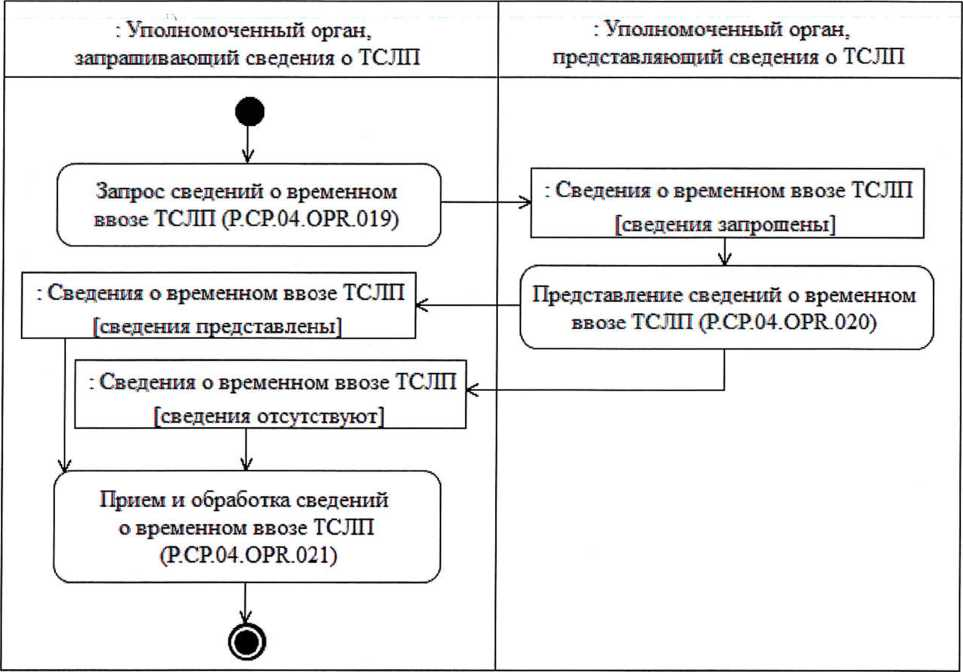 : Уполномоченный орган,
запрашивающий сведения о ТСЛП
: Уполномоченный орган,
представляющий сведения о ТСЛП
Запрос сведений о временном
ввозе ТСЛП (P.CP.04.OPR.019)
: Сведения о временном ввозе ТСЛП
[сведения запрошены]
Представление сведений о временном
ввозе ТСЛП (P.CP.04.OPR.020)
: Сведения о временном ввозе ТСЛП
[сведения представлены]
: Сведения о временном ввозе ТСЛП
[сведения отсутствуют]
Прием и обработка сведений
о временном ввозе ТСЛП
(P.CP.04.OPR.021)